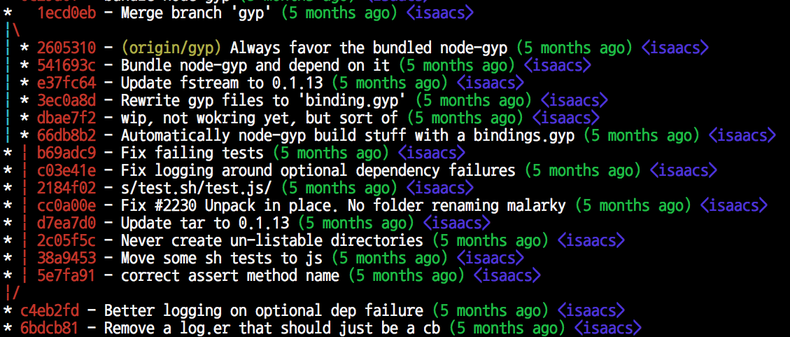 * 1ecd0eb - Merge branch 'gyp' (5 months ago) <isaacs>
|\
| * 2605310 - (origin/gyp) Always favor the bundled node-gyp (5 months ago) <isaacs>
| * 541693c - Bundle node-gyp and depend on it (5 months ago) <isaacs>
| * e37fc64 - Update fstream to 0.1.13 (5 months ago) <isaacs>
| * 3ec0a8d - Rewrite gyp files to 'binding.gyp' (5 months ago) <isaacs>
| * dbae7f2 - wip, not wokring yet, but sort of (5 months ago) <isaacs>
| * 66db8b2 - Automatically node-gyp build stuff with a bindings.gyp (5 months ago) <isaacs>
* | b69adc9 - Fix failing tests (5 months ago) <isaacs>
* | c03e41e - Fix logging around optional dependency failures (5 months ago) <isaacs>
* | 2184f02 - s/test.sh/test.js/ (5 months ago) <isaacs>
* | cc0a00e - Fix #2230 Unpack in place. No folder renaming malarky (5 months ago) <isaacs>
* | d7ea7d0 - Update tar to 0.1.13 (5 months ago) <isaacs>
* | 2c05f5c - Never create un-listable directories (5 months ago) <isaacs>
* | 38a9453 - Move some sh tests to js (5 months ago) <isaacs>
* | 5e7fa91 - correct assert method name (5 months ago) <isaacs>
|/
* c4eb2fd - Better logging on optional dep failure (5 months ago) <isaacs>
* 6bdcb81 - Remove a log.er that should just be a cb (5 months ago) <isaacs>